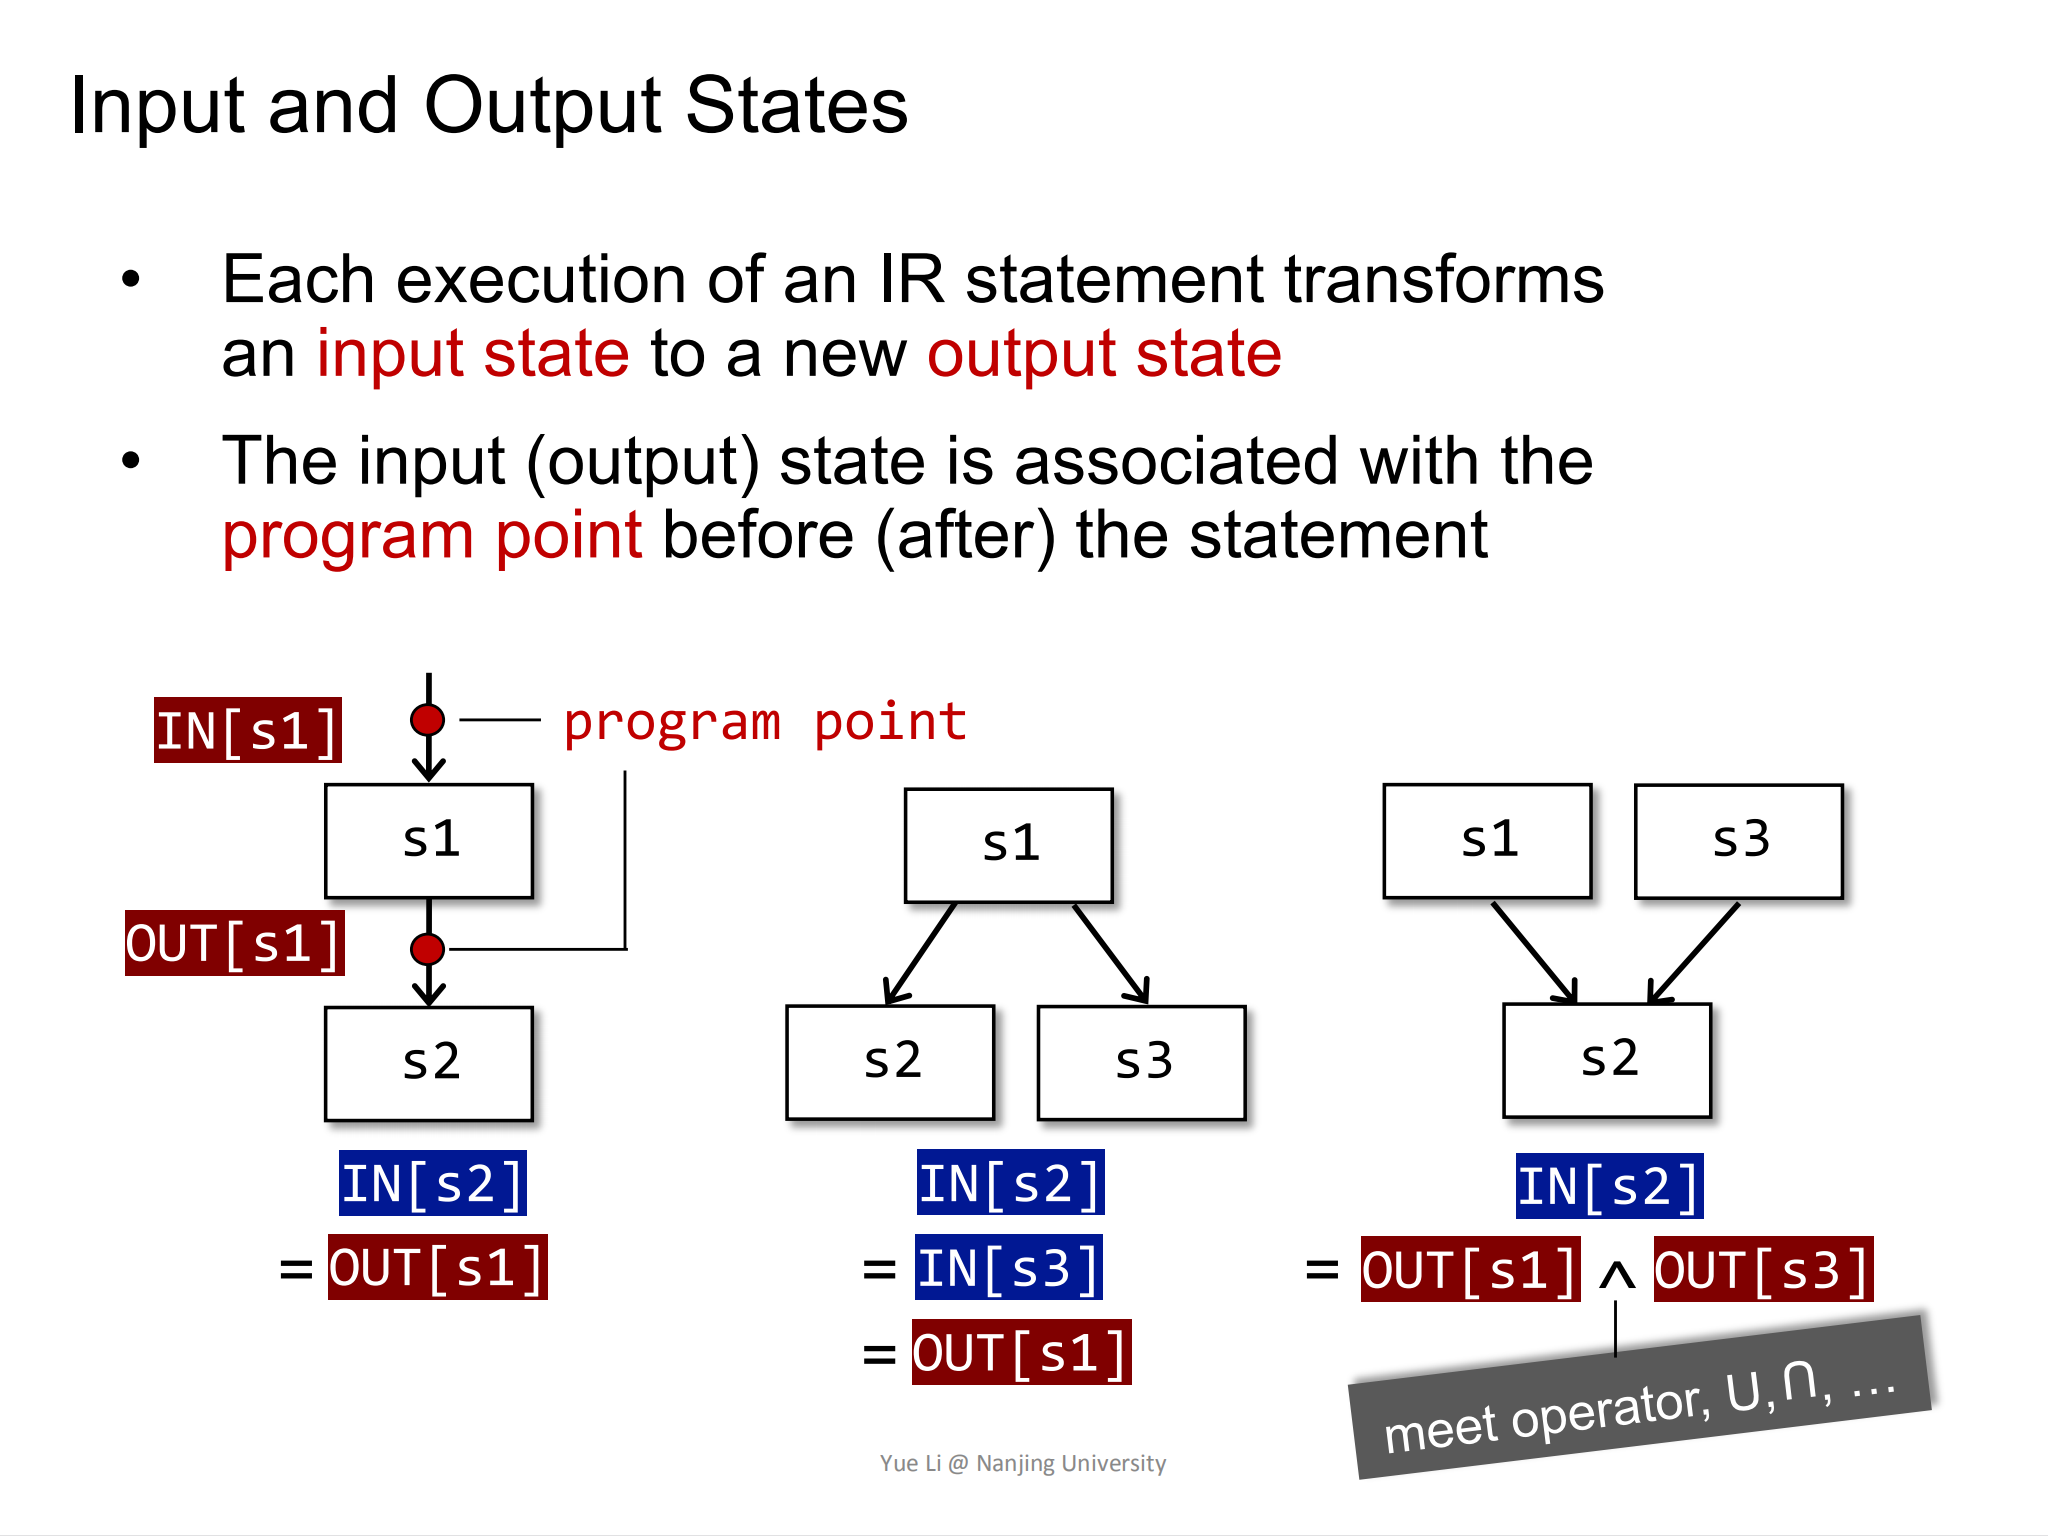 Input and Output States
• Each execution of an IR statement transforms
an input state to a new output state
• The input (output) state is associated with the
program point before (after) the statement
IN[s1]
program point
s1
OUT[s1]
s2
IN[s2]
= OUT[s1]
s1
s2 s3
IN[s2]
= IN[s3]
= OUT[s1]
s1 s3
s2
IN[s2]
= OUT[s1] ^ OUT[s3]
meet operator, ∪,∩, …
Yue Li @ Nanjing University